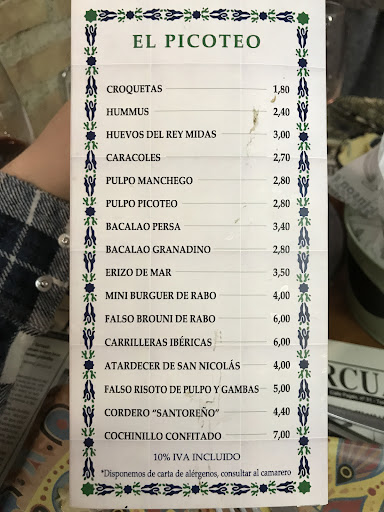 EL PICOTEO
CROQUETAS 1,80
HUMMUS 2,40
HUEVOS DEL REY MIDAS 3,00
CARACOLES 2,70
PULPO MANCHEGO 2,80
PULPO PICOTEO 2,80
BACALAO PERSA 3,40
BACALAO GRANADINO 2,80
ERIZO DE MAR 3,50
MINI BURGUER DE RABO 4,00
FALSO BROUNI DE RABO 6,00
CARRILLERAS IBÉRICAS 6,00
ATARDECER DE SAN NICOLÁS 4,00
FALSO RISOTO DE PULPO Y GAMBAS 5,00
CORDERO "SANTOREÑO" 4,40
COCHINILLO CONFITADO 7,00
10% IVA INCLUIDO
*Disponemos de carta de alérgenos, consultar al camarero
RCU